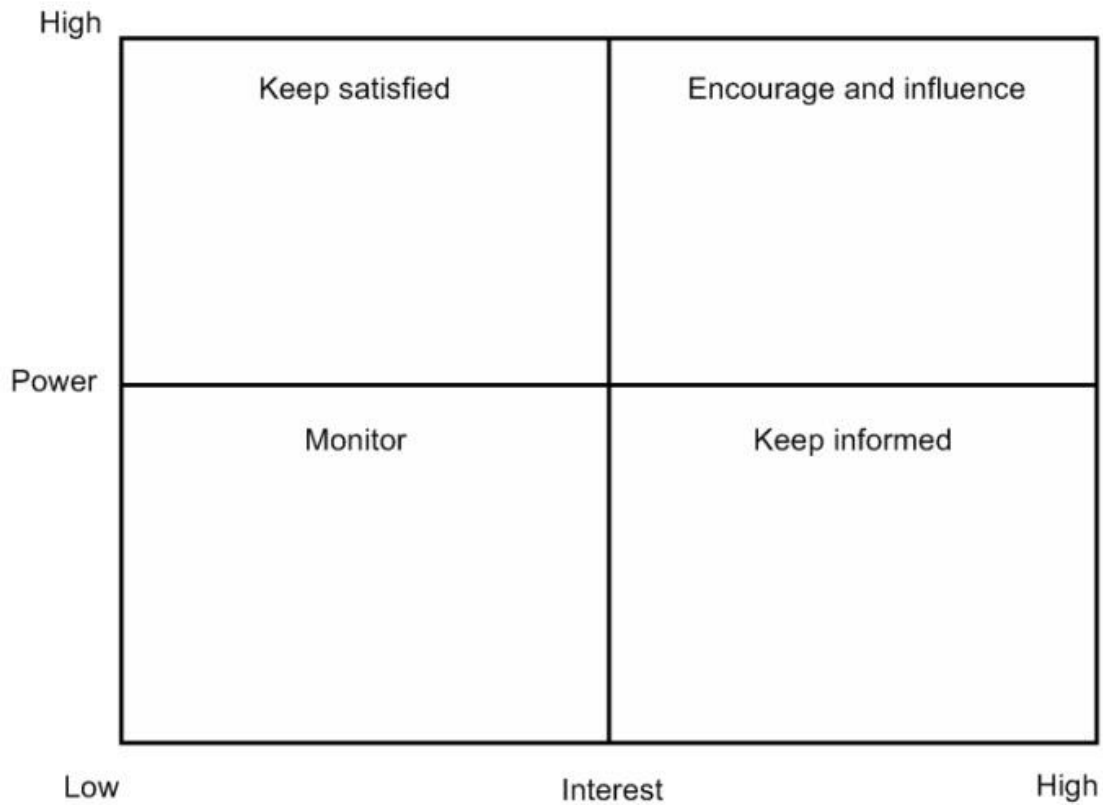 High
Keep satisfied
Encourage and influence
Power
Monitor
Keep informed
Low
Interest
High